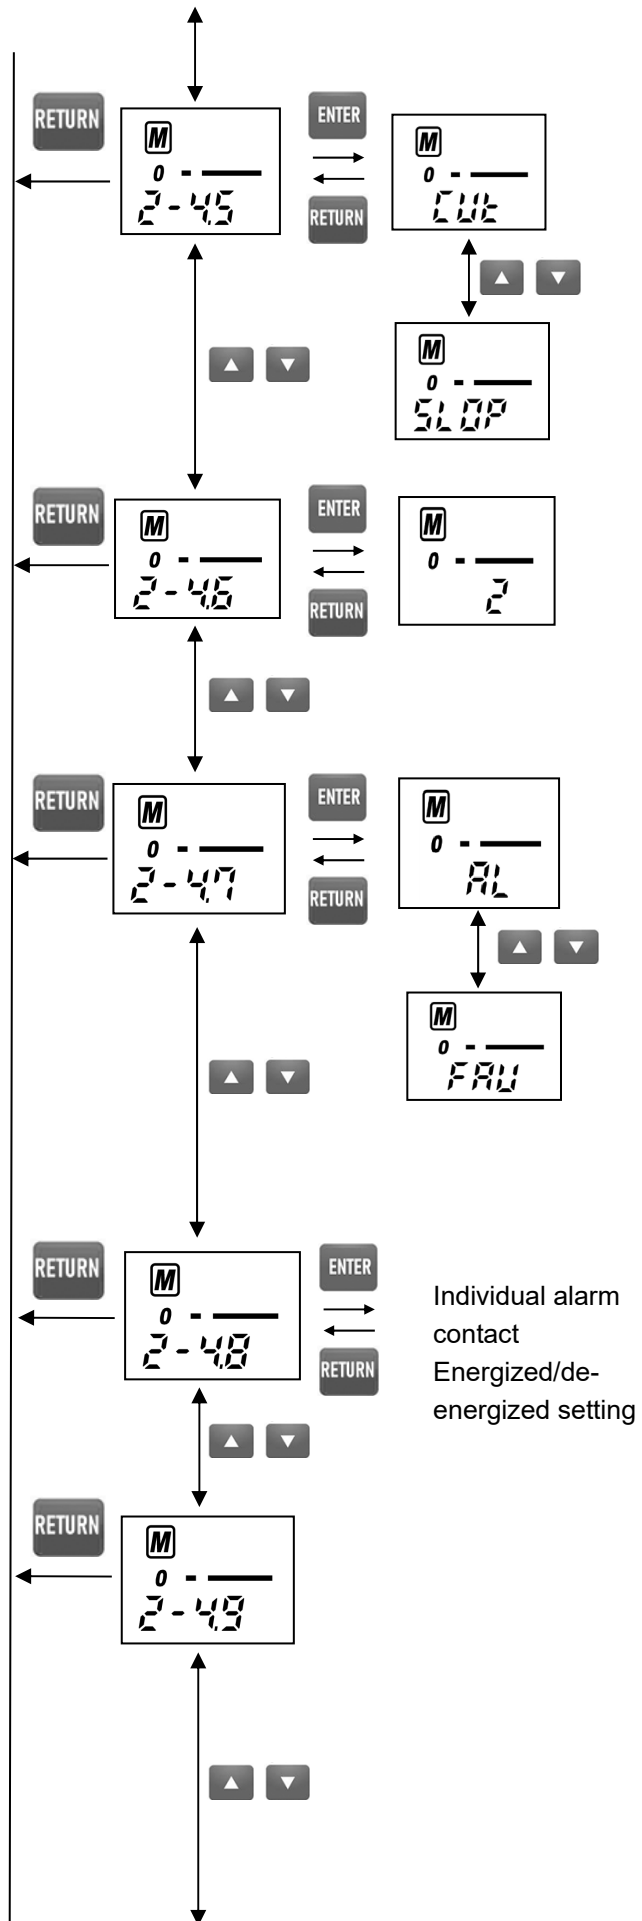 RETURN
M
0
2-4.5
ENTER
RETURN
M
0
CUt
M
0
SLOP
RETURN
M
0
2-4.6
ENTER
RETURN
M
0
2
RETURN
M
0
2-4.7
ENTER
RETURN
M
0
AL
M
0
FAU
RETURN
M
0
2-4.8
ENTER
RETURN
Individual alarm
contact
Energized/de-
energized setting
RETURN
M
0
2-4.9